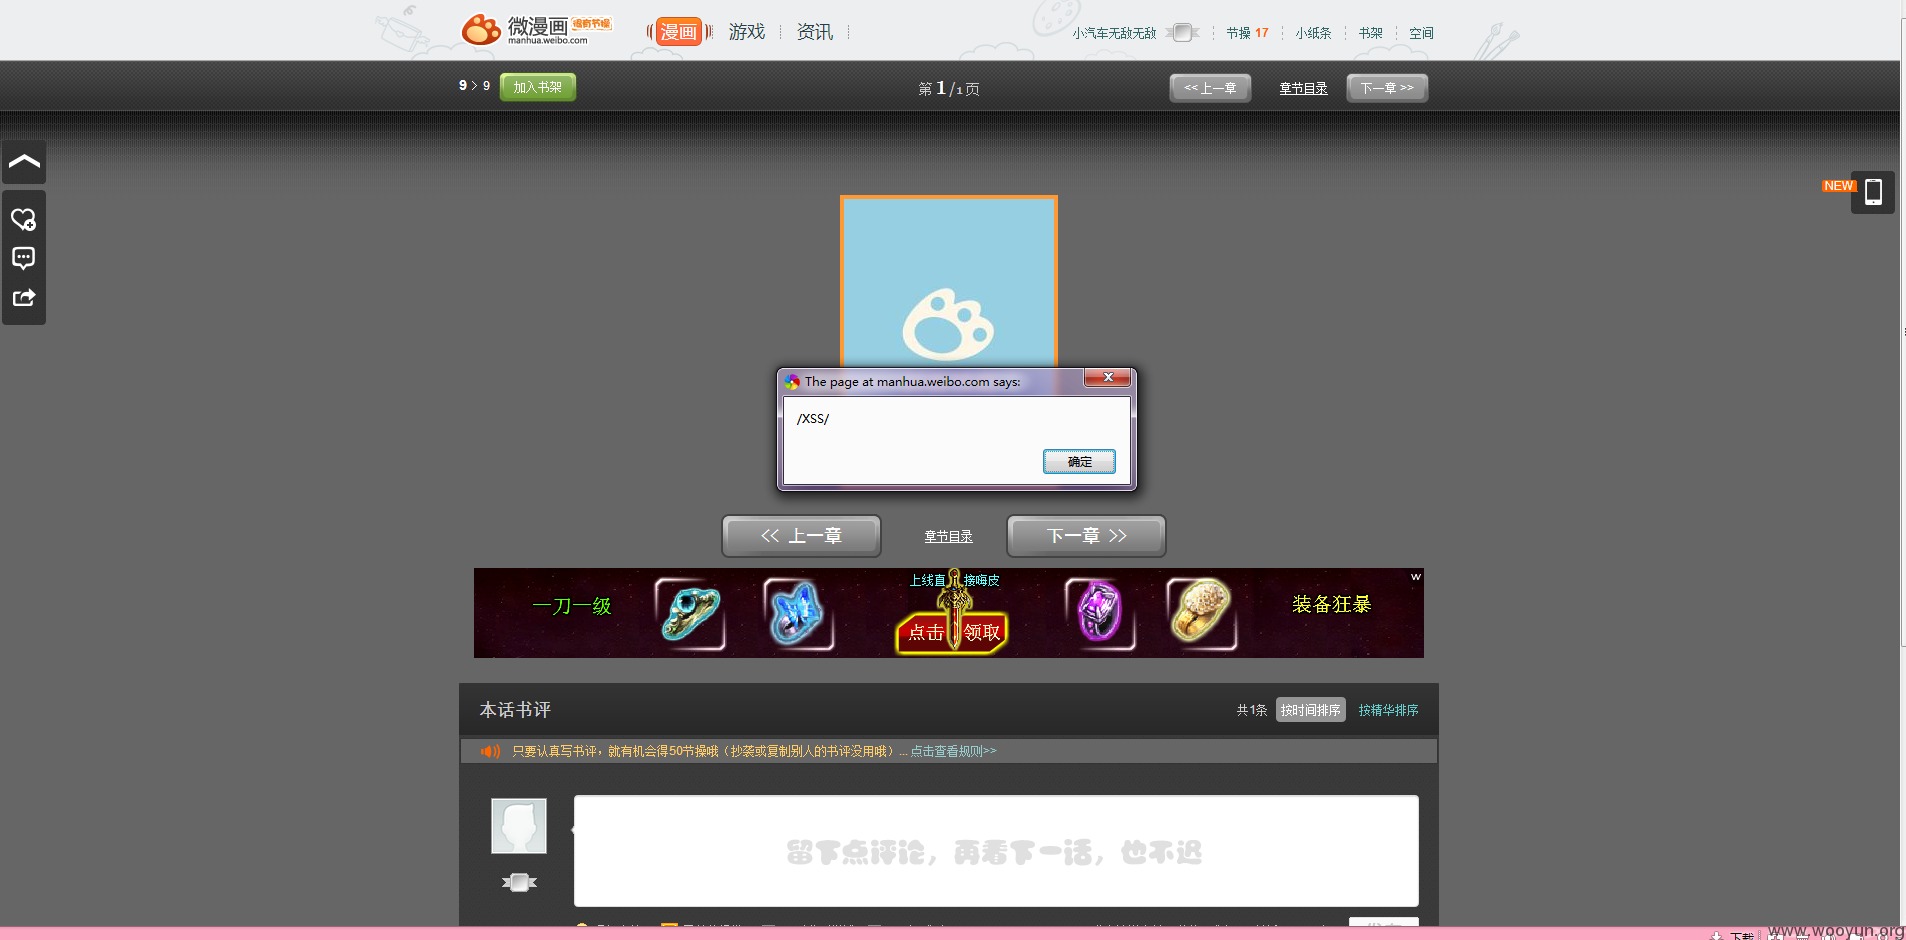 微漫画 很有节操
manhua.weibo.com
漫画 游戏 资讯
小汽车无敌无敌 节操 17 小纸条 书架 空间
9 > 9 加入书架
第 1/1 页
<< 上一章 章节目录 下一章 >>
NEW
The page at manhua.weibo.com says:
/XSS/
确定
<< 上一章 章节目录 下一章 >>
一刀一级
上线直接嗨皮
点击领取
装备狂暴
w
本话书评 共1条 按时间排序 按精华排序
只要认真写书评，就有机会得50节操哦（抄袭或复制别人的书评没用哦）... 点击查看规则>>
留下点评论，再看下一话，也不迟
下载
www.wooyun.org